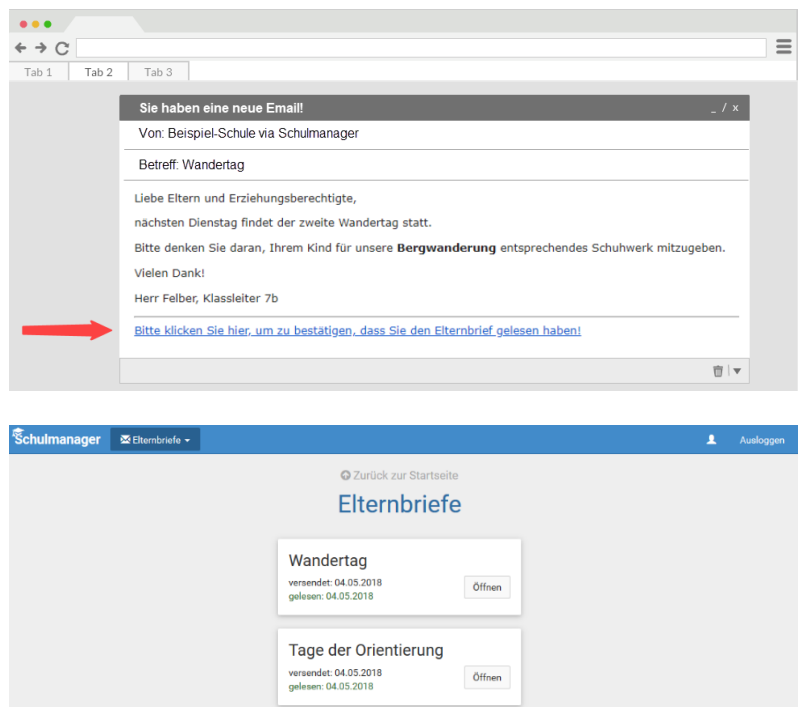 Tab 1 Tab 2 Tab 3
Sie haben eine neue Email! _ / x
Von: Beispiel-Schule via Schulmanager
Betreff: Wandertag
Liebe Eltern und Erziehungsberechtigte,
nächsten Dienstag findet der zweite Wandertag statt.
Bitte denken Sie daran, Ihrem Kind für unsere Bergwanderung entsprechendes Schuhwerk mitzugeben.
Vielen Dank!
Herr Felber, Klassleiter 7b
Bitte klicken Sie hier, um zu bestätigen, dass Sie den Elternbrief gelesen haben!
Schulmanager Elternbriefe Ausloggen
Zurück zur Startseite
Elternbriefe
Wandertag
versendet: 04.05.2018
gelesen: 04.05.2018
Öffnen
Tage der Orientierung
versendet: 04.05.2018
gelesen: 04.05.2018
Öffnen